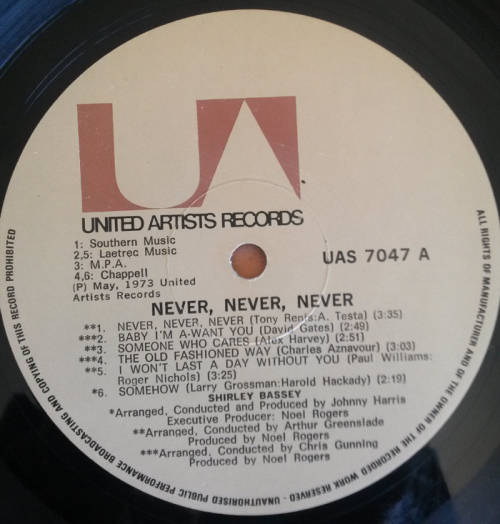 UA
UNITED ARTISTS RECORDS
1: Southern Music
2,5: Laetrec Music
3: M.P.A.
4,6: Chappell
(P) May, 1973 United
Artists Records
UAS 7047 A
NEVER, NEVER, NEVER
**1. NEVER, NEVER, NEVER (Tony Renis:A. Testa) (3:35)
***2. BABY I'M A-WANT YOU (David Gates) (2:49)
**3. SOMEONE WHO CARES (Alex Harvey) (2:51)
***4. THE OLD FASHIONED WAY (Charles Aznavour) (3:03)
**5. I WON'T LAST A DAY WITHOUT YOU (Paul Williams:
Roger Nichols) (3:25)
*6. SOMEHOW (Larry Grossman:Harold Hackady) (2:19)
SHIRLEY BASSEY
*Arranged, Conducted and Produced by Johnny Harris
Executive Producer: Noel Rogers
**Arranged, Conducted by Arthur Greenslade
Produced by Noel Rogers
***Arranged, Conducted by Chris Gunning
Produced by Noel Rogers
ALL RIGHTS OF MANUFACTURER AND OF THE OWNER OF THE RECORDED WORK RESERVED - UNAUTHORISED PUBLIC PERFORMANCE BROADCASTING AND COPYING OF THIS RECORD PROHIBITED